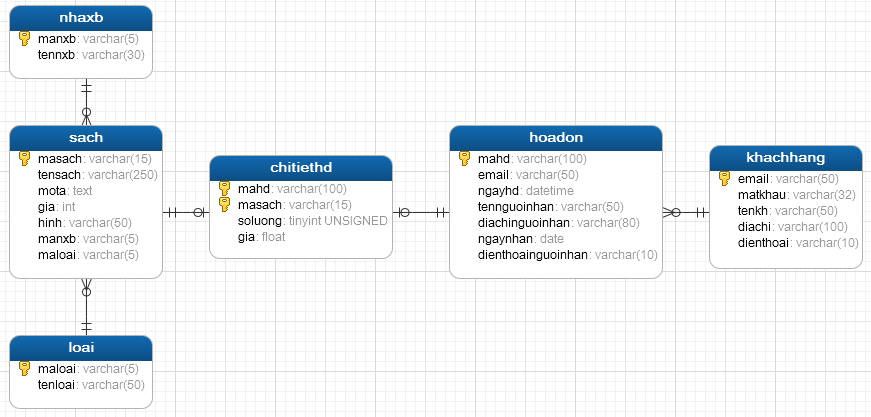 nhaxb
manxb: varchar(5)
tennxb: varchar(30)
sach
masach: varchar(15)
tensach: varchar(250)
mota: text
gia: int
hinh: varchar(50)
manxb: varchar(5)
maloai: varchar(5)
loai
maloai: varchar(5)
tenloai: varchar(50)
chitiethd
mahd: varchar(100)
masach: varchar(15)
soluong: tinyint UNSIGNED
gia: float
hoadon
mahd: varchar(100)
email: varchar(50)
ngayhd: datetime
tennguoinhan: varchar(50)
diachinguoinhan: varchar(80)
ngaynhan: date
dienthoainguoinhan: varchar(10)
khachhang
email: varchar(50)
matkhau: varchar(32)
tenkh: varchar(50)
diachi: varchar(100)
dienthoai: varchar(10)